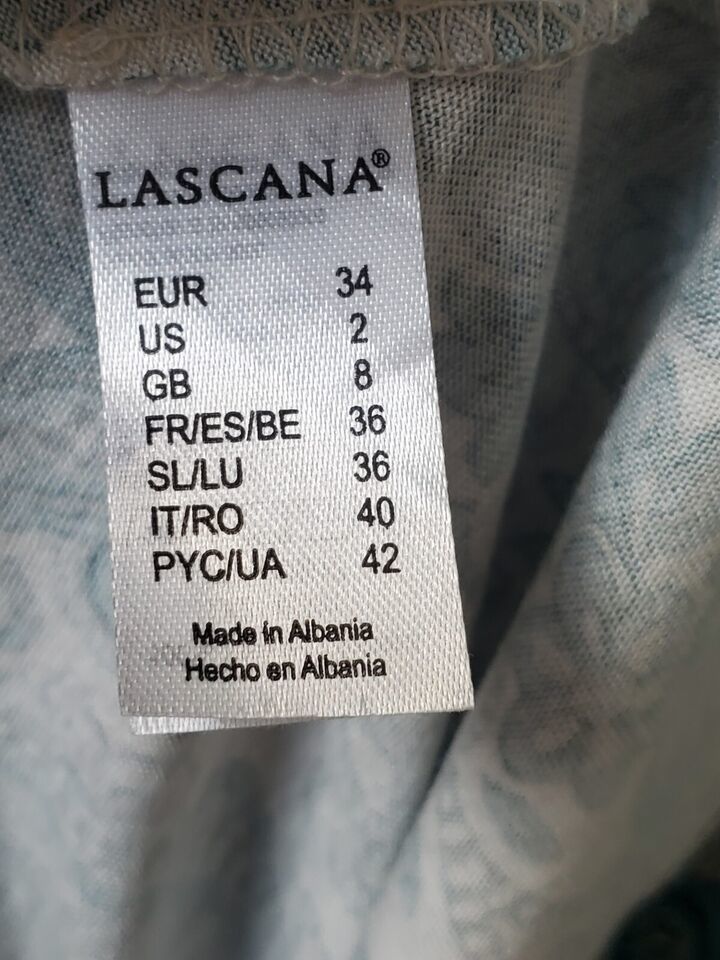 LASCANA®
EUR 34
US 2
GB 8
FR/ES/BE 36
SL/LU 36
IT/RO 40
PYC/UA 42
Made in Albania
Hecho en Albania